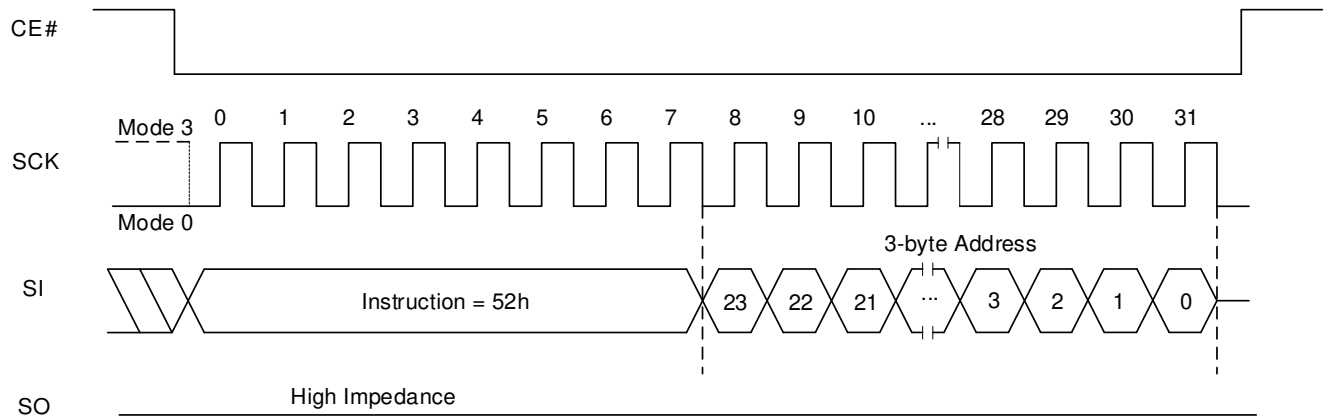 CE#
0 1 2 3 4 5 6 7 8 9 10 ... 28 29 30 31
Mode 3
SCK
Mode 0
3-byte Address
SI
Instruction = 52h 23 22 21 ... 3 2 1 0
High Impedance
SO